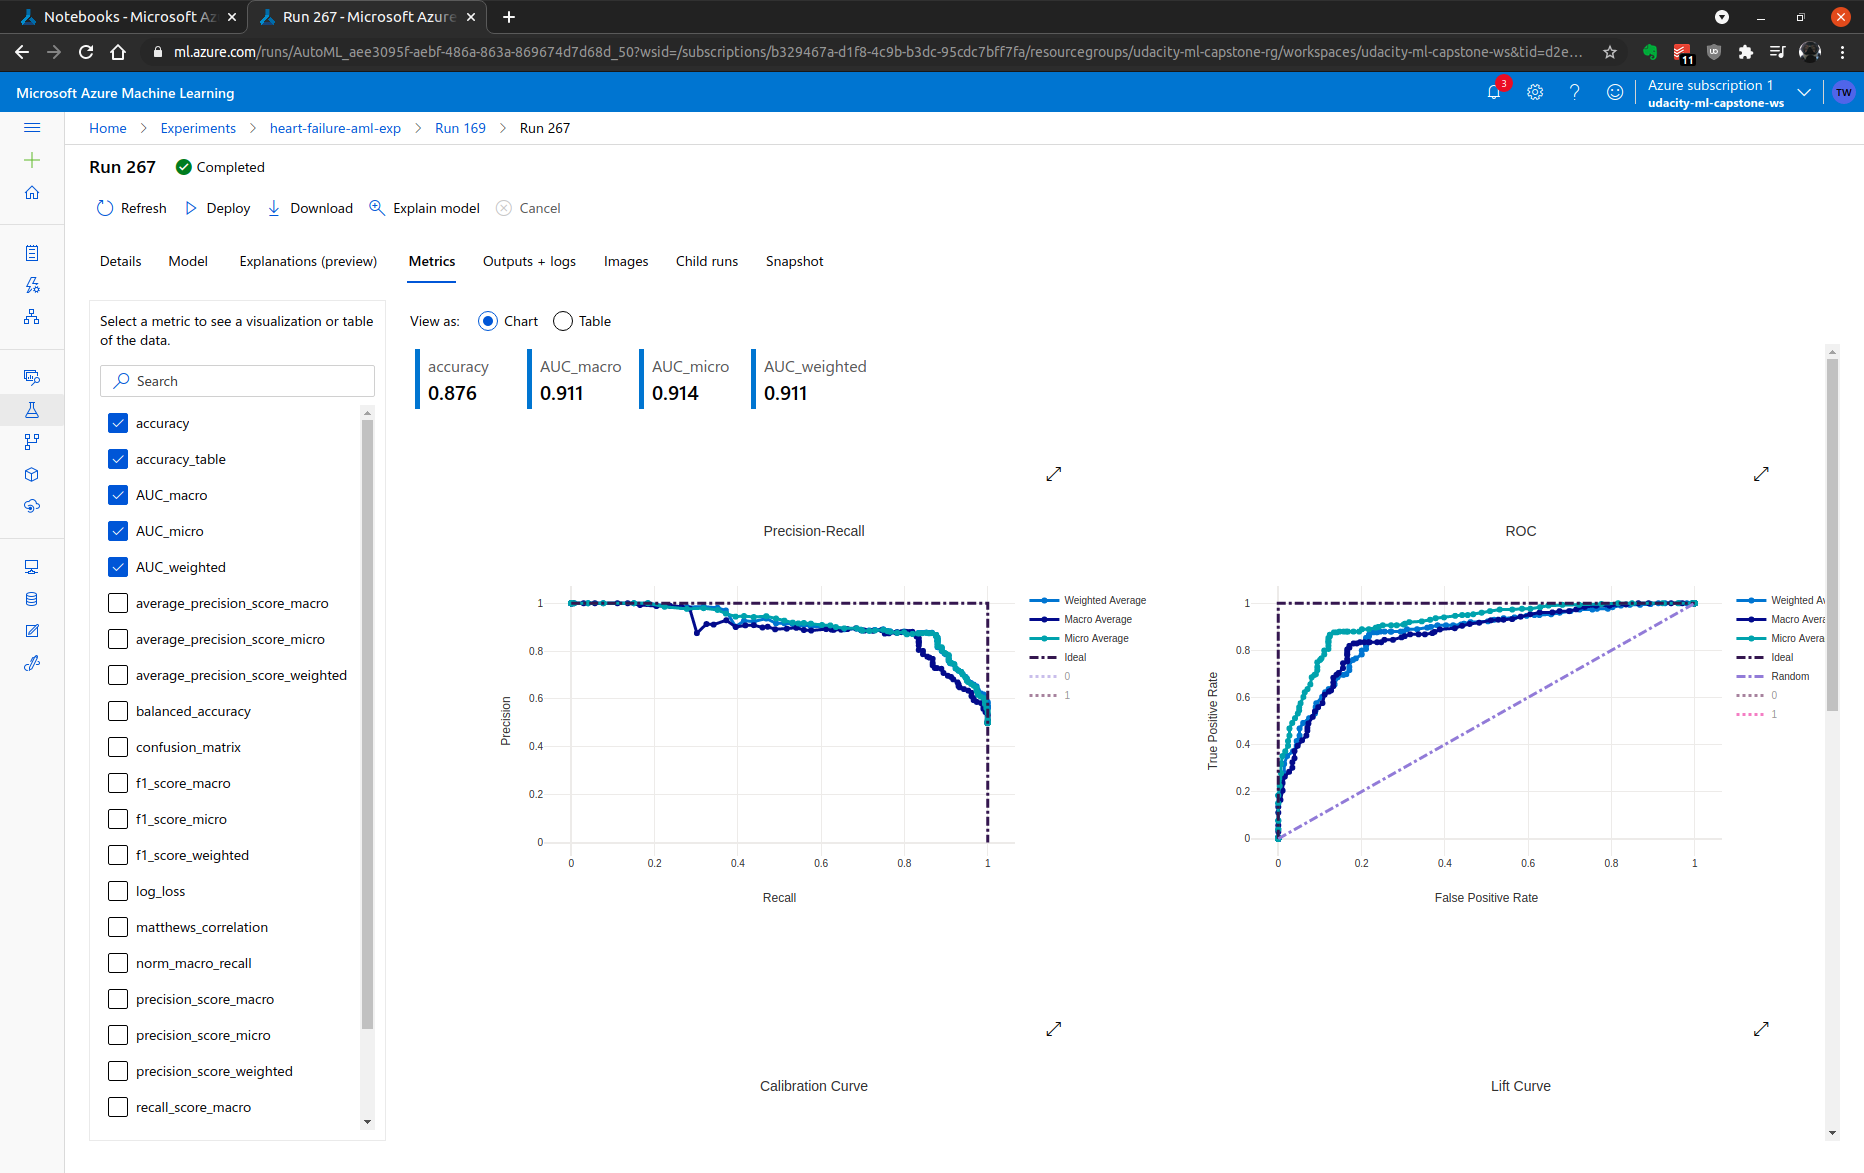 Notebooks - Microsoft Az
Run 267 - Microsoft Azure
ml.azure.com/runs/AutoML_aee3095f-aebf-486a-863a-869674d7d68d_50?wsid=/subscriptions/b329467a-d1f8-4c9b-b3dc-95cdc7bff7fa/resourcegroups/udacity-ml-capstone-rg/workspaces/udacity-ml-capstone-ws&tid=d2e...
11
Microsoft Azure Machine Learning
3
Azure subscription 1
udacity-ml-capstone-ws
TW
Home > Experiments > heart-failure-aml-exp > Run 169 > Run 267
Run 267 Completed
Refresh Deploy Download Explain model Cancel
Details Model Explanations (preview) Metrics Outputs + logs Images Child runs Snapshot
Select a metric to see a visualization or table
of the data.
Search
accuracy
accuracy_table
AUC_macro
AUC_micro
AUC_weighted
average_precision_score_macro
average_precision_score_micro
average_precision_score_weighted
balanced_accuracy
confusion_matrix
f1_score_macro
f1_score_micro
f1_score_weighted
log_loss
matthews_correlation
norm_macro_recall
precision_score_macro
precision_score_micro
precision_score_weighted
recall_score_macro
View as: Chart Table
accuracy
0.876
AUC_macro
0.911
AUC_micro
0.914
AUC_weighted
0.911
Precision-Recall
1
0.8
0.6
0.4
0.2
0
Precision
0 0.2 0.4 0.6 0.8 1
Recall
Weighted Average
Macro Average
Micro Average
Ideal
0
1
ROC
1
0.8
0.6
0.4
0.2
0
True Positive Rate
0 0.2 0.4 0.6 0.8 1
False Positive Rate
Weighted Av
Macro Avera
Micro Avera
Ideal
Random
0
1
Calibration Curve
Lift Curve